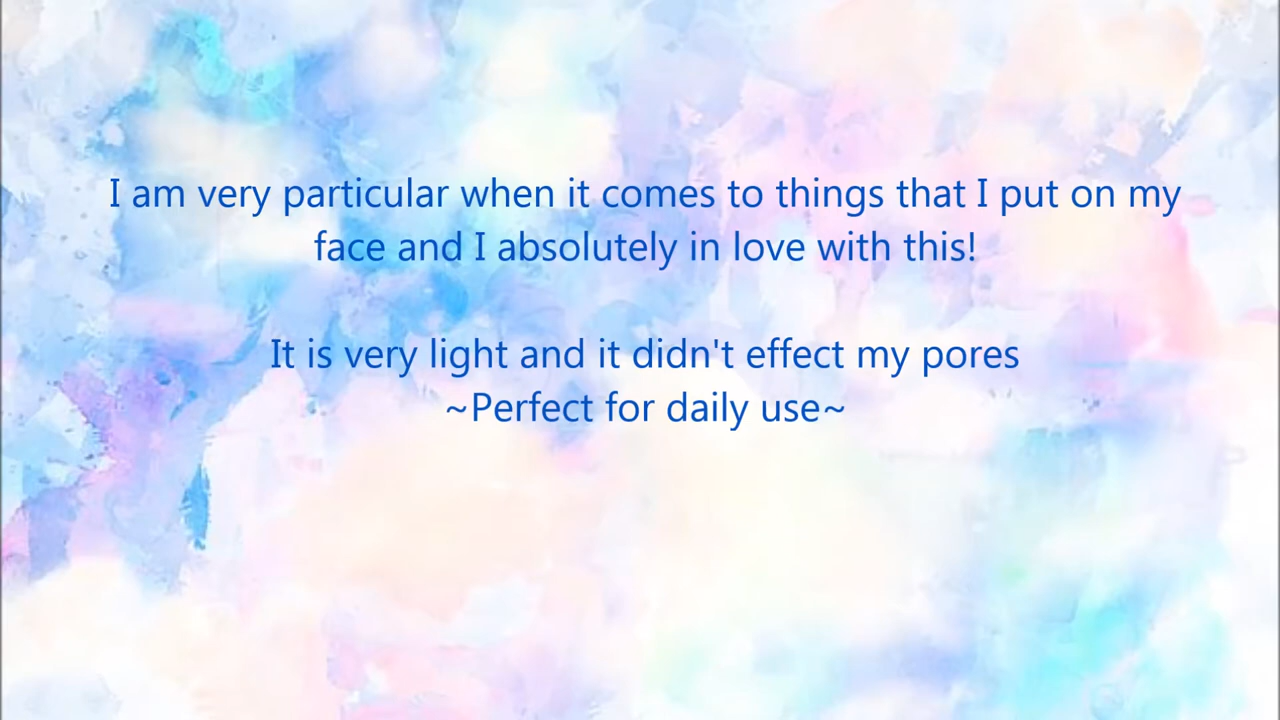 I am very particular when it comes to things that I put on my
face and I absolutely in love with this!
It is very light and it didn't effect my pores
~Perfect for daily use~